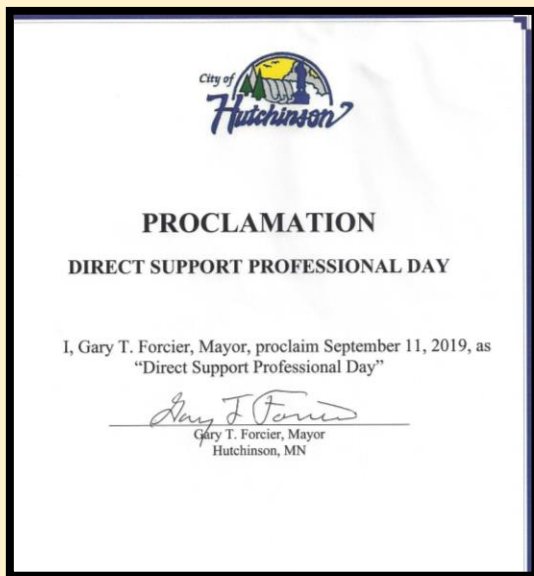 City of
Hutchinson
PROCLAMATION
DIRECT SUPPORT PROFESSIONAL DAY
I, Gary T. Forcier, Mayor, proclaim September 11, 2019, as
“Direct Support Professional Day”
Gary T. Forcier
Gary T. Forcier, Mayor
Hutchinson, MN